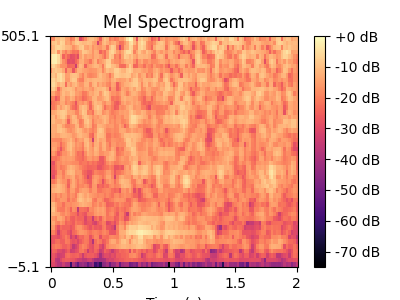 Mel Spectrogram
505.1
−5.1
0
0.5
1
1.5
2
+0 dB
-10 dB
-20 dB
-30 dB
-40 dB
-50 dB
-60 dB
-70 dB